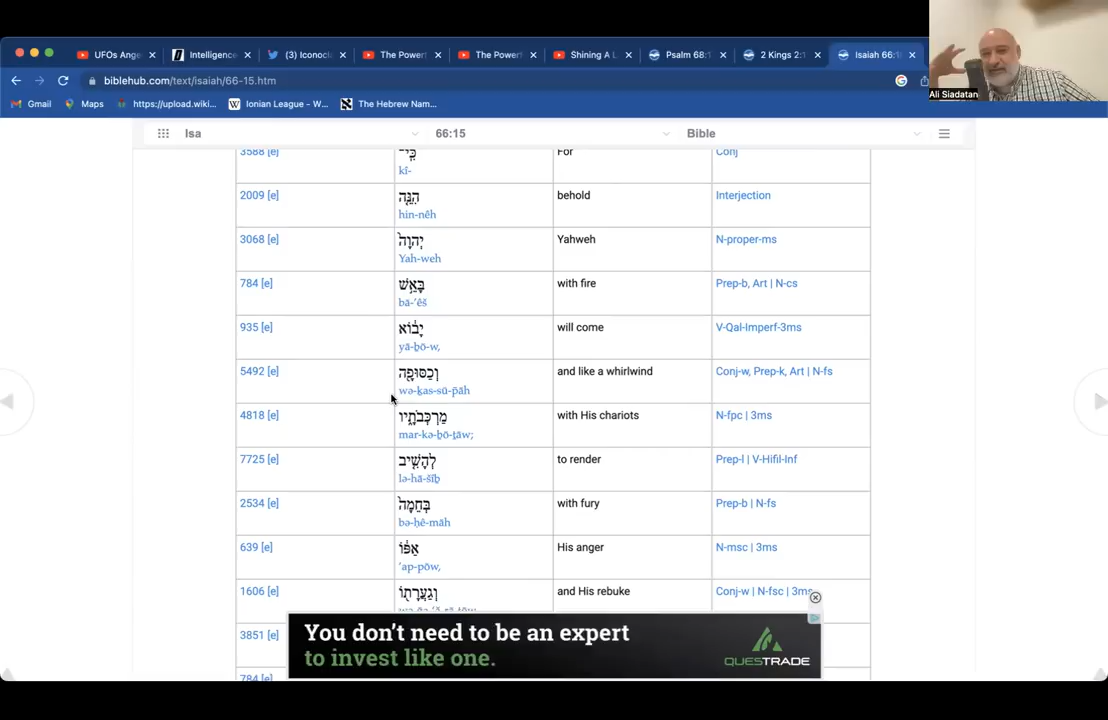 UFOs Ange
Intelligence
(3) Iconocl
The Power
The Power
Shining A L
Psalm 68:1
2 Kings 2:1
Isaiah 66:1
biblehub.com/text/isaiah/66-15.htm
Gmail
Maps
https://upload.wiki...
Ionian League - W...
The Hebrew Nam...
Ali Siadatan
Isa 66:15 Bible
3588 [e] כִּֽי־ For Conj
kî-
2009 [e] הִנֵּ֤ה behold Interjection
hin-nêh
3068 [e] יְהוָה֙ Yahweh N-proper-ms
Yah-weh
784 [e] בָּאֵ֣שׁ with fire Prep-b, Art | N-cs
bā-’êš
935 [e] יָב֔וֹא will come V-Qal-Imperf-3ms
yā-ḇō-w,
5492 [e] וְכַסּוּפָ֖ה and like a whirlwind Conj-w, Prep-k, Art | N-fs
wə-ḵas-sū-p̄āh
4818 [e] מַרְכְּבֹתָ֑יו with His chariots N-fpc | 3ms
mar-kə-ḇō-ṯāw;
7725 [e] לְהָשִׁ֤יב to render Prep-l | V-Hifil-Inf
lə-hā-šîḇ
2534 [e] בְּחֵמָה֙ with fury Prep-b | N-fs
bə-ḥê-māh
639 [e] אַפּ֔וֹ His anger N-msc | 3ms
’ap-pōw,
1606 [e] וְגַעֲרָת֖וֹ and His rebuke Conj-w | N-fsc | 3ms
3851 [e]
784 [e]
You don’t need to be an expert
to invest like one.
QUESTRADE